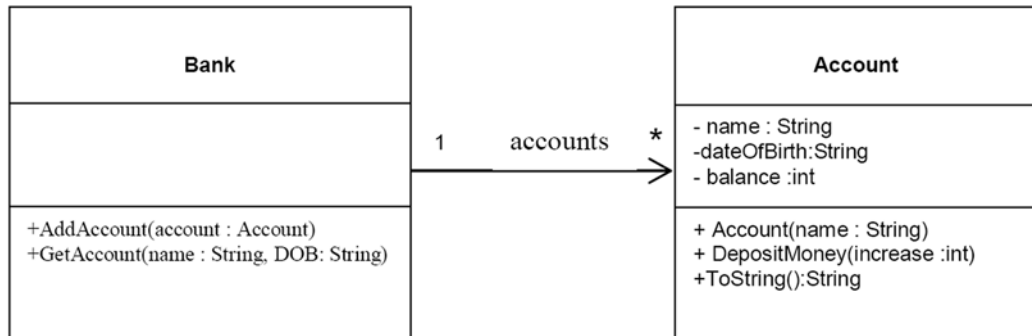 Bank
+AddAccount(account : Account)
+GetAccount(name : String, DOB: String)
1
accounts
*
Account
- name : String
-dateOfBirth:String
- balance :int
+ Account(name : String)
+ DepositMoney(increase :int)
+ToString():String